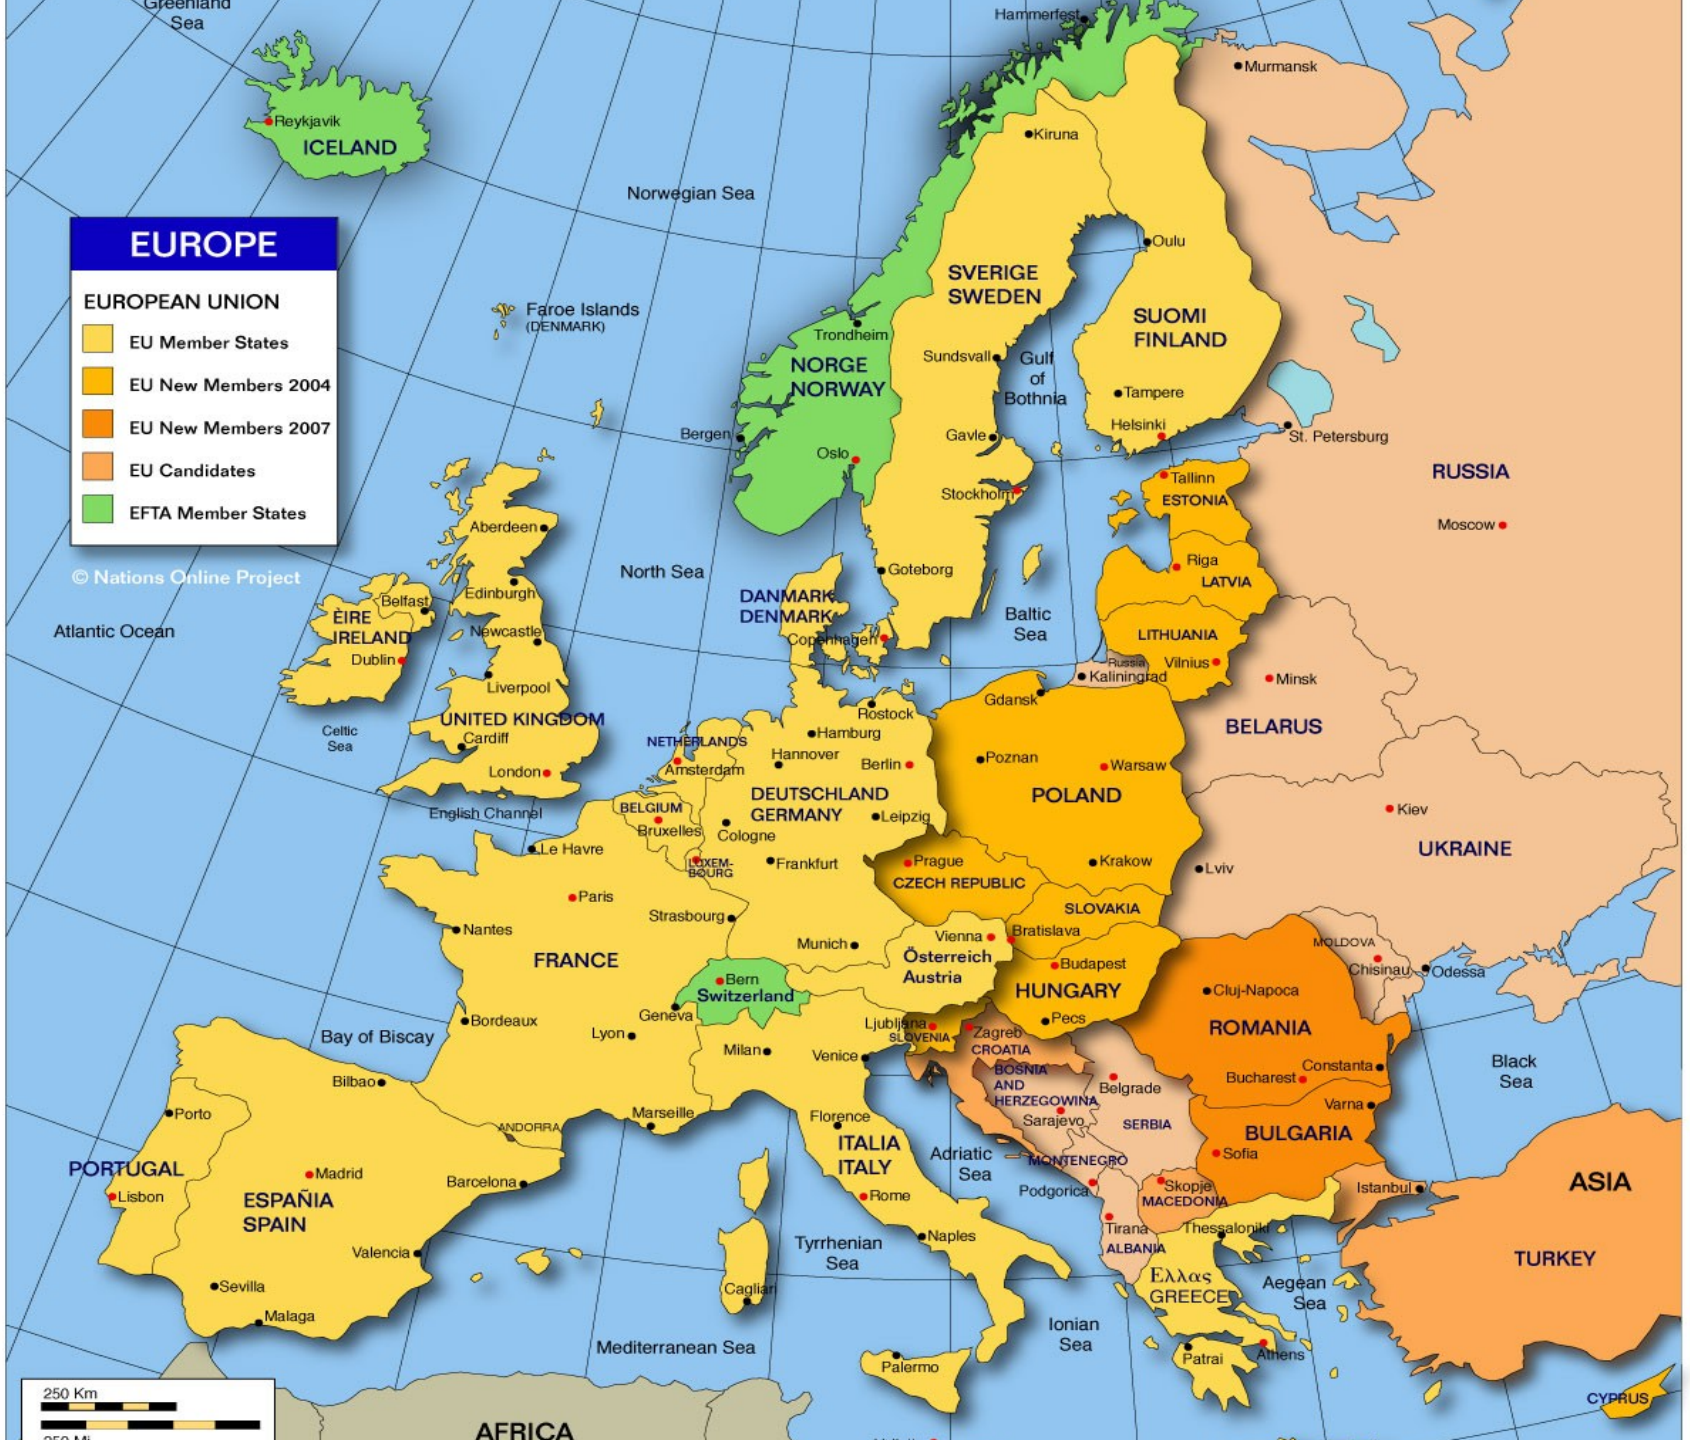 Greenland
Sea
Hammerfest
Murmansk
Reykjavik
ICELAND
Kiruna
Norwegian Sea
EUROPE
EUROPEAN UNION
EU Member States
EU New Members 2004
EU New Members 2007
EU Candidates
EFTA Member States
© Nations Online Project
Oulu
SVERIGE
SWEDEN
SUOMI
FINLAND
Faroe Islands
(DENMARK)
Trondheim
NORGE
NORWAY
Sundsvall
Gulf
of
Bothnia
Tampere
Helsinki
Bergen
Oslo
Gavle
St. Petersburg
Stockholm
RUSSIA
Moscow
Tallinn
ESTONIA
Aberdeen
North Sea
Goteborg
Riga
LATVIA
Edinburgh
Belfast
ÈIRE
IRELAND
Dublin
Atlantic Ocean
Newcastle
DANMARK
DENMARK
Copenhagen
Baltic
Sea
LITHUANIA
Vilnius
Russia
Kaliningrad
Minsk
BELARUS
Liverpool
UNITED KINGDOM
Cardiff
London
Celtic
Sea
English Channel
NETHERLANDS
Amsterdam
Rostock
Hamburg
Hannover
Berlin
Gdansk
Poznan
Warsaw
POLAND
DEUTSCHLAND
GERMANY
Leipzig
BELGIUM
Bruxelles
Cologne
Kiev
UKRAINE
Le Havre
LUXEM-
BOURG
Frankfurt
Prague
CZECH REPUBLIC
Krakow
Lviv
Paris
Strasbourg
SLOVAKIA
Nantes
Munich
Vienna
Bratislava
Österreich
Austria
Budapest
HUNGARY
Pecs
MOLDOVA
Chisinau
Odessa
FRANCE
Bern
Switzerland
Geneva
Cluj-Napoca
ROMANIA
Bay of Biscay
Bordeaux
Lyon
Milan
Venice
Ljubljana
SLOVENIA
Zagreb
CROATIA
BOSNIA
AND
HERZEGOWINA
Sarajevo
Belgrade
SERBIA
Bucharest
Constanta
Varna
Black
Sea
Bilbao
Porto
Marseille
ANDORRA
Florence
ITALIA
ITALY
Adriatic
Sea
MONTENEGRO
Podgorica
BULGARIA
Sofia
PORTUGAL
Lisbon
Madrid
ESPAÑIA
SPAIN
Barcelona
Rome
Skopje
MACEDONIA
Istanbul
ASIA
Valencia
Naples
Tirana
ALBANIA
Thessaloniki
Tyrrhenian
Sea
TURKEY
Sevilla
Malaga
Cagliari
Ελλας
GREECE
Aegean
Sea
Mediterranean Sea
Ionian
Sea
Palermo
Patrai
Athens
CYPRUS
250 Km
AFRICA
250 Mi